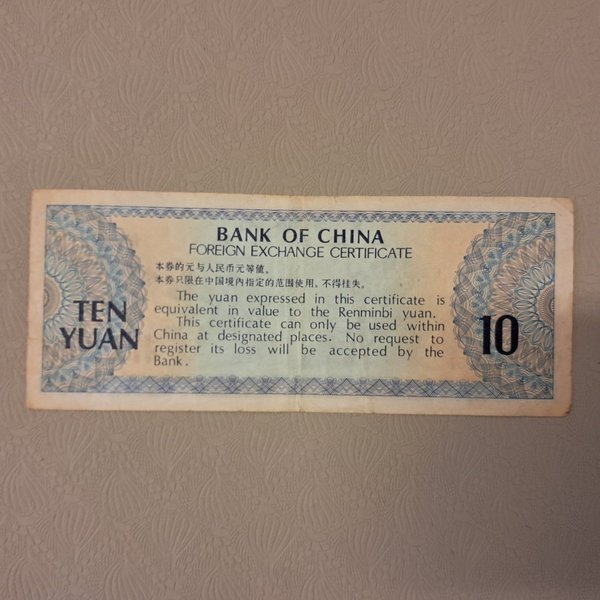 BANK OF CHINA
FOREIGN EXCHANGE CERTIFICATE
本券的元与人民币元等值。
本券只限在中国境内指定的范围使用，不得挂失。
The yuan expressed in this certificate is
equivalent in value to the Renminbi yuan.
This certificate can only be used within
China at designated places. No request to
register its loss will be accepted by the
Bank.
TEN
YUAN
10